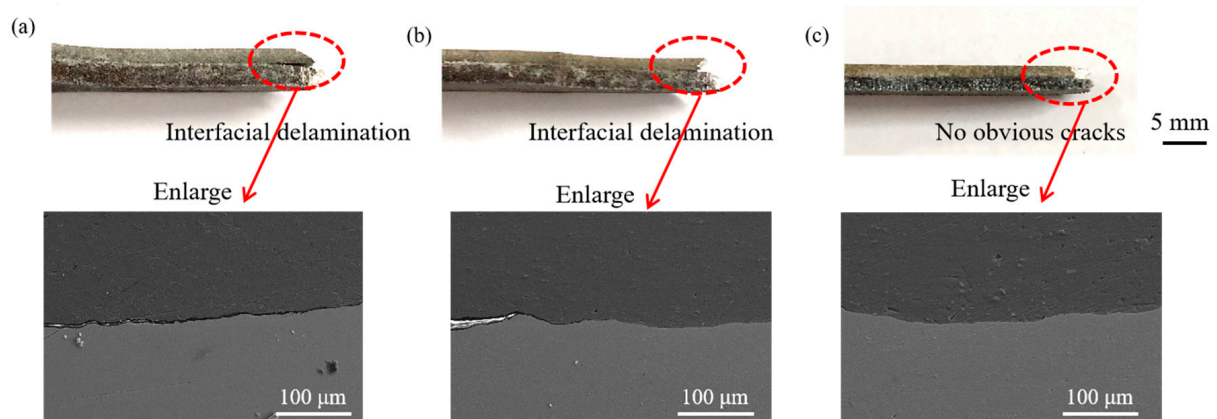 (a)
(b)
(c)
Interfacial delamination
Interfacial delamination
No obvious cracks
5 mm
Enlarge
Enlarge
Enlarge
100 μm
100 μm
100 μm